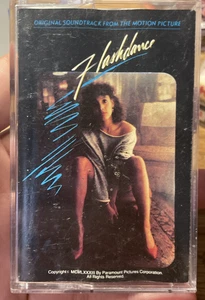 ORIGINAL SOUNDTRACK FROM THE MOTION PICTURE
Flashdance
Copyright © MCMLXXXIII By Paramount Pictures Corporation.
All Rights Reserved.